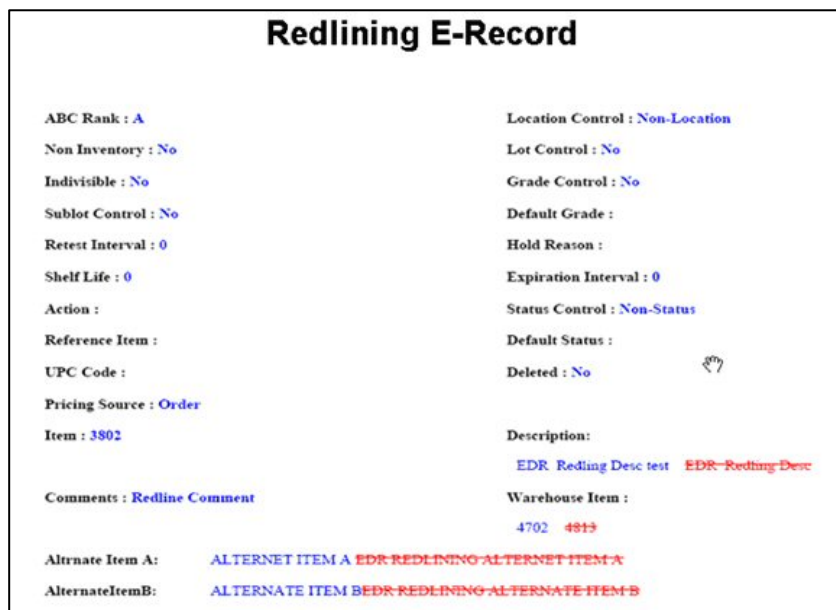 Redlining E-Record
ABC Rank : A Location Control : Non-Location
Non Inventory : No Lot Control : No
Indivisible : No Grade Control : No
Sublot Control : No Default Grade :
Retest Interval : 0 Hold Reason :
Shelf Life : 0 Expiration Interval : 0
Action : Status Control : Non-Status
Reference Item : Default Status :
UPC Code : Deleted : No
Pricing Source : Order
Item : 3802 Description:
EDR Redling Desc test EDR Redling Desc
Comments : Redline Comment Warehouse Item :
4702 4813
Altrnate Item A: ALTERNET ITEM A EDR REDLINING ALTERNET ITEM A
AlternateItemB: ALTERNATE ITEM BEDR REDLINING ALTERNATE ITEM B